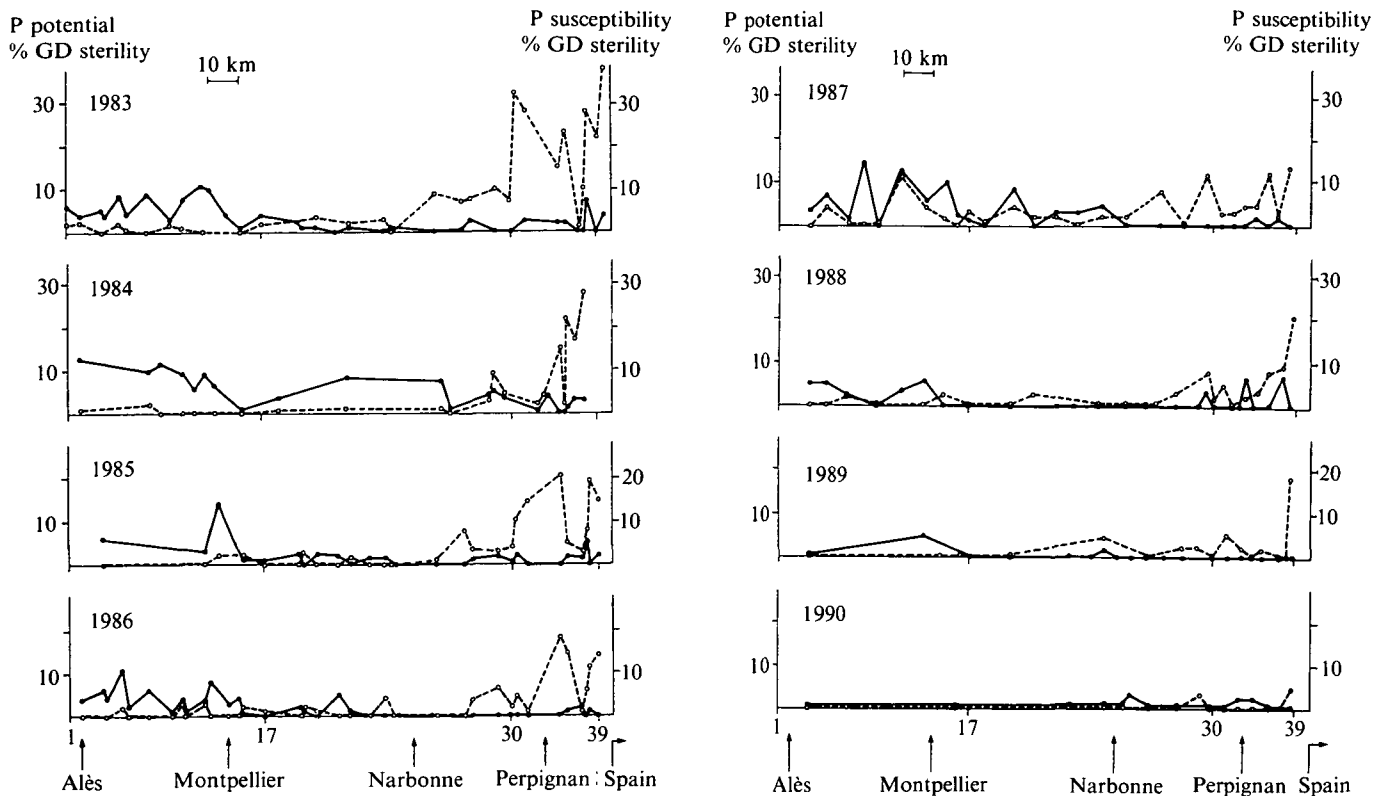 P potential
% GD sterility
P susceptibility
% GD sterility
10 km
1983
30
10
30
10
1984
30
10
30
20
10
1985
10
20
10
1986
10
10
1
17
30
39
Alès
Montpellier
Narbonne
Perpignan
Spain
P potential
% GD sterility
P susceptibility
% GD sterility
10 km
1987
30
10
30
10
1988
30
10
30
20
10
1989
10
20
10
1990
10
10
1
17
30
39
Alès
Montpellier
Narbonne
Perpignan
Spain